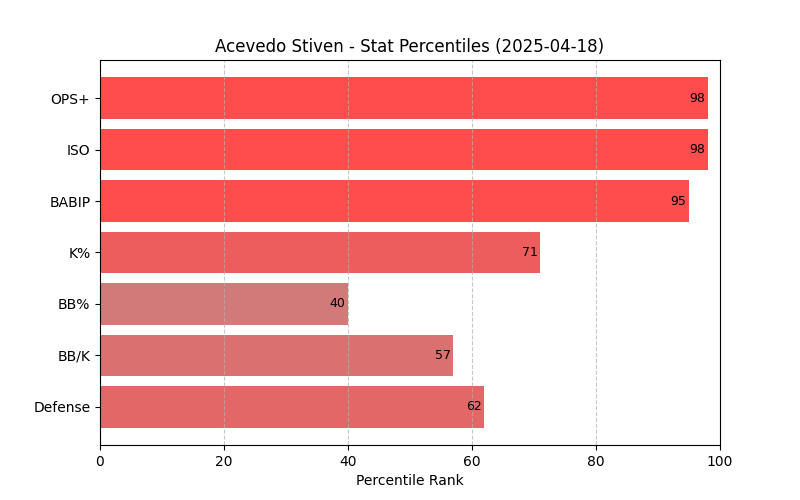 Acevedo Stiven - Stat Percentiles (2025-04-18)
OPS+ 98
ISO 98
BABIP 95
K% 71
BB% 40
BB/K 57
Defense 62
0 20 40 60 80 100
Percentile Rank